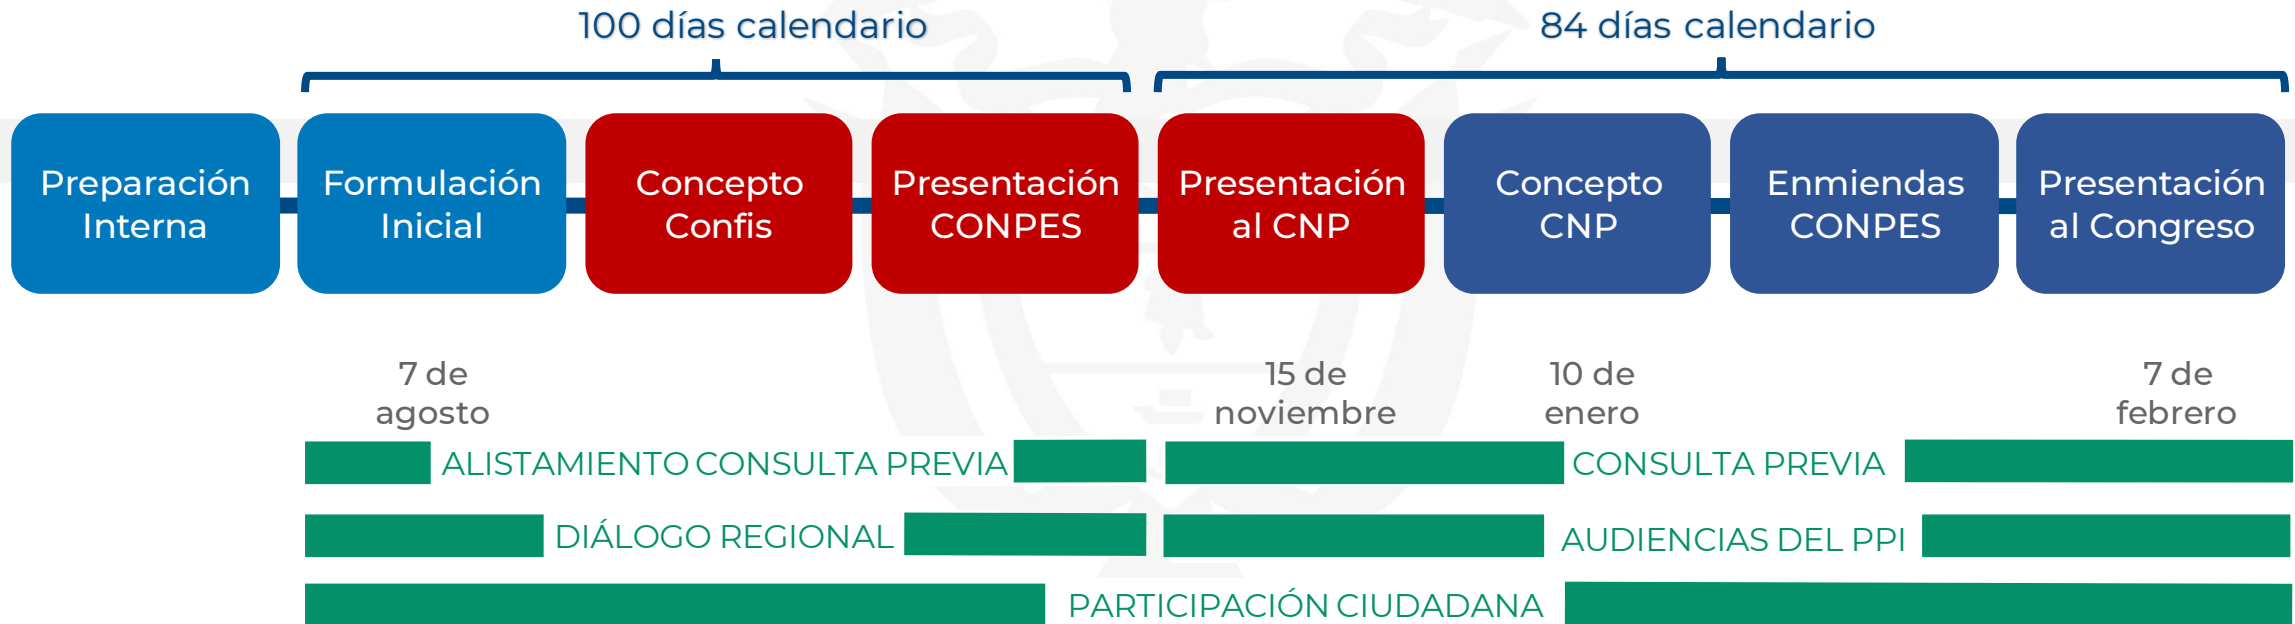 100 días calendario
84 días calendario
Preparación
Interna
Formulación
Inicial
Concepto
Confis
Presentación
CONPES
Presentación
al CNP
Concepto
CNP
Enmiendas
CONPES
Presentación
al Congreso
7 de
agosto
15 de
noviembre
10 de
enero
7 de
febrero
ALISTAMIENTO CONSULTA PREVIA
CONSULTA PREVIA
DIÁLOGO REGIONAL
AUDIENCIAS DEL PPI
PARTICIPACIÓN CIUDADANA